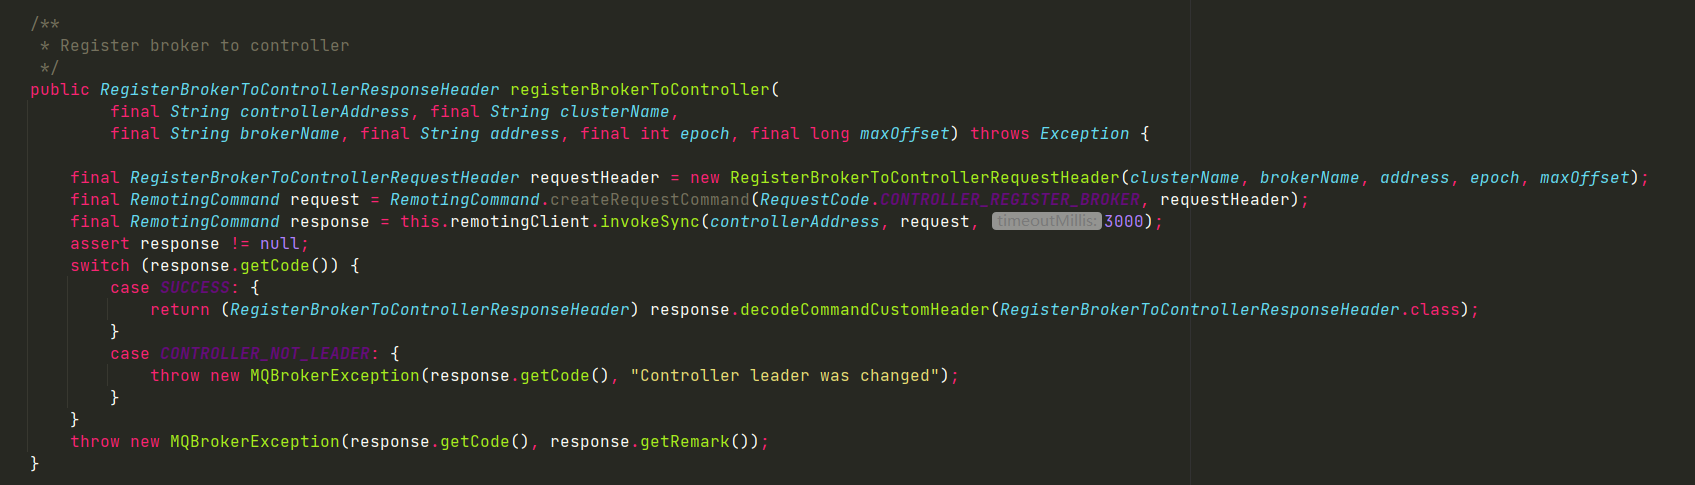 /**
 * Register broker to controller
 */
public RegisterBrokerToControllerResponseHeader registerBrokerToController(
        final String controllerAddress, final String clusterName,
        final String brokerName, final String address, final int epoch, final long maxOffset) throws Exception {
    final RegisterBrokerToControllerRequestHeader requestHeader = new RegisterBrokerToControllerRequestHeader(clusterName, brokerName, address, epoch, maxOffset);
    final RemotingCommand request = RemotingCommand.createRequestCommand(RequestCode.CONTROLLER_REGISTER_BROKER, requestHeader);
    final RemotingCommand response = this.remotingClient.invokeSync(controllerAddress, request, timeoutMillis: 3000);
    assert response != null;
    switch (response.getCode()) {
        case SUCCESS: {
            return (RegisterBrokerToControllerResponseHeader) response.decodeCommandCustomHeader(RegisterBrokerToControllerResponseHeader.class);
        }
        case CONTROLLER_NOT_LEADER: {
            throw new MQBrokerException(response.getCode(), "Controller leader was changed");
        }
    }
    throw new MQBrokerException(response.getCode(), response.getRemark());
}